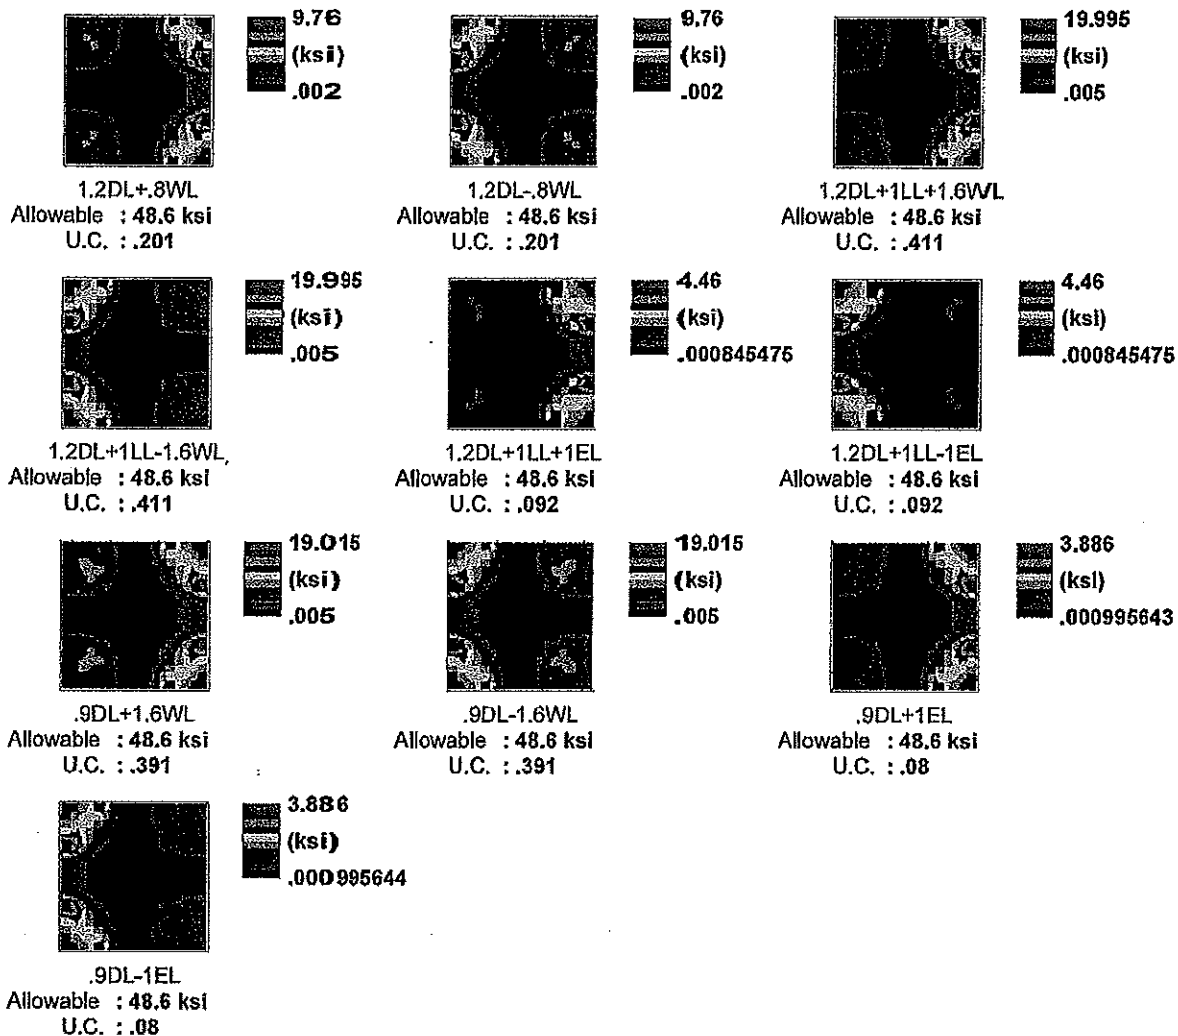 9.76
(ksi)
.002
1.2DL+.8WL
Allowable : 48.6 ksi
U.C. : .201
9.76
(ksi)
.002
1.2DL-.8WL
Allowable : 48.6 ksi
U.C. : .201
19.995
(ksi)
.005
1.2DL+1LL+1.6WL
Allowable : 48.6 ksi
U.C. : .411
19.995
(ksi)
.005
1.2DL+1LL-1.6WL
Allowable : 48.6 ksi
U.C. : .411
4.46
(ksi)
.000845475
1.2DL+1LL+1EL
Allowable : 48.6 ksi
U.C. : .092
4.46
(ksi)
.000845475
1.2DL+1LL-1EL
Allowable : 48.6 ksi
U.C. : .092
19.015
(ksi)
.005
.9DL+1.6WL
Allowable : 48.6 ksi
U.C. : .391
19.015
(ksi)
.005
.9DL-1.6WL
Allowable : 48.6 ksi
U.C. : .391
3.886
(ksi)
.000995643
.9DL+1EL
Allowable : 48.6 ksi
U.C. : .08
3.886
(ksi)
.000995644
.9DL-1EL
Allowable : 48.6 ksi
U.C. : .08